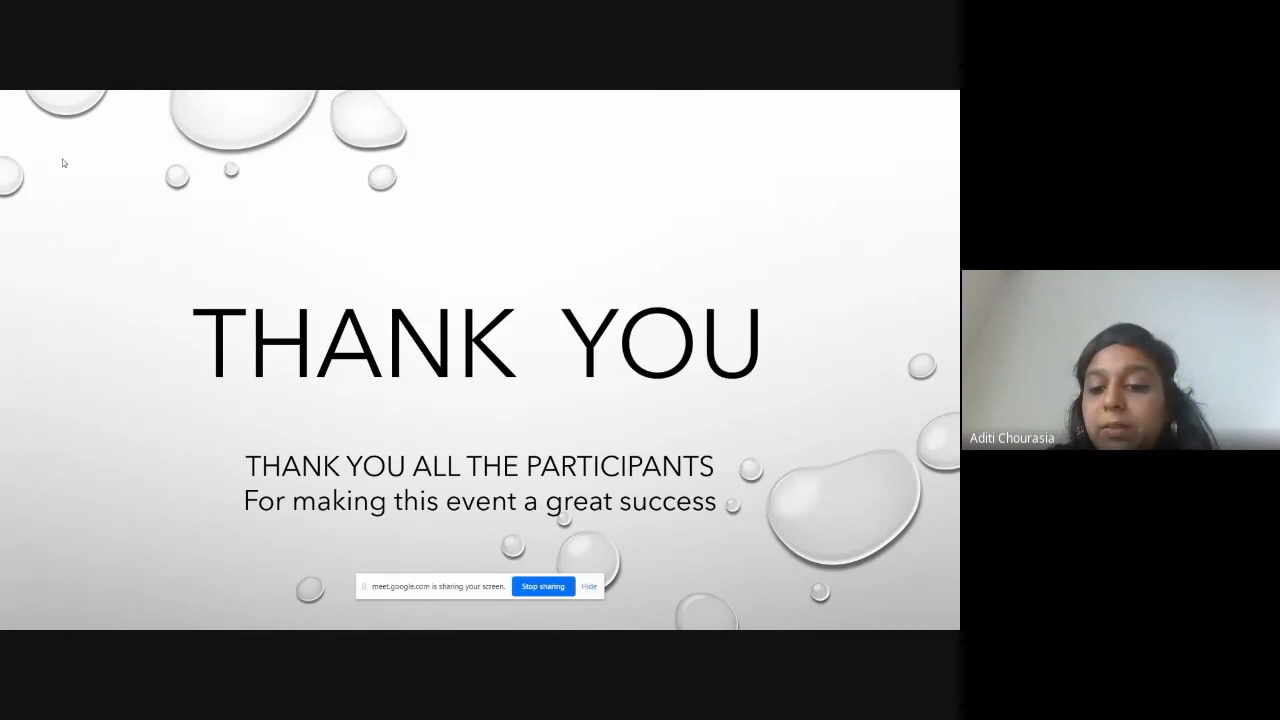 THANK YOU
THANK YOU ALL THE PARTICIPANTS
For making this event a great success
meet.google.com is sharing your screen. Stop sharing Hide
Aditi Chourasia